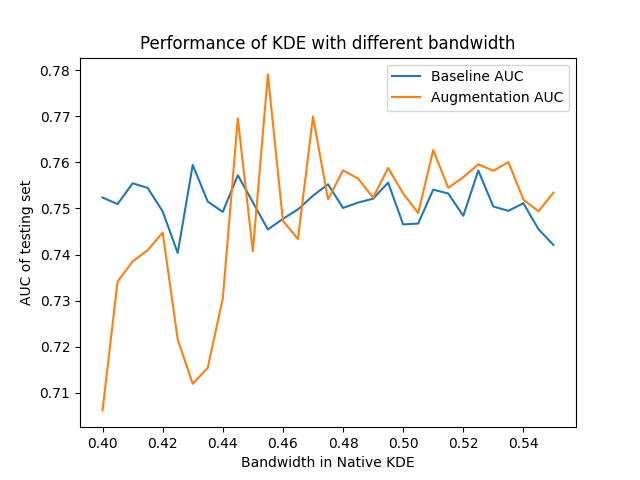 Performance of KDE with different bandwidth
Baseline AUC
Augmentation AUC
AUC of testing set
0.78
0.77
0.76
0.75
0.74
0.73
0.72
0.71
0.40 0.42 0.44 0.46 0.48 0.50 0.52 0.54
Bandwidth in Native KDE